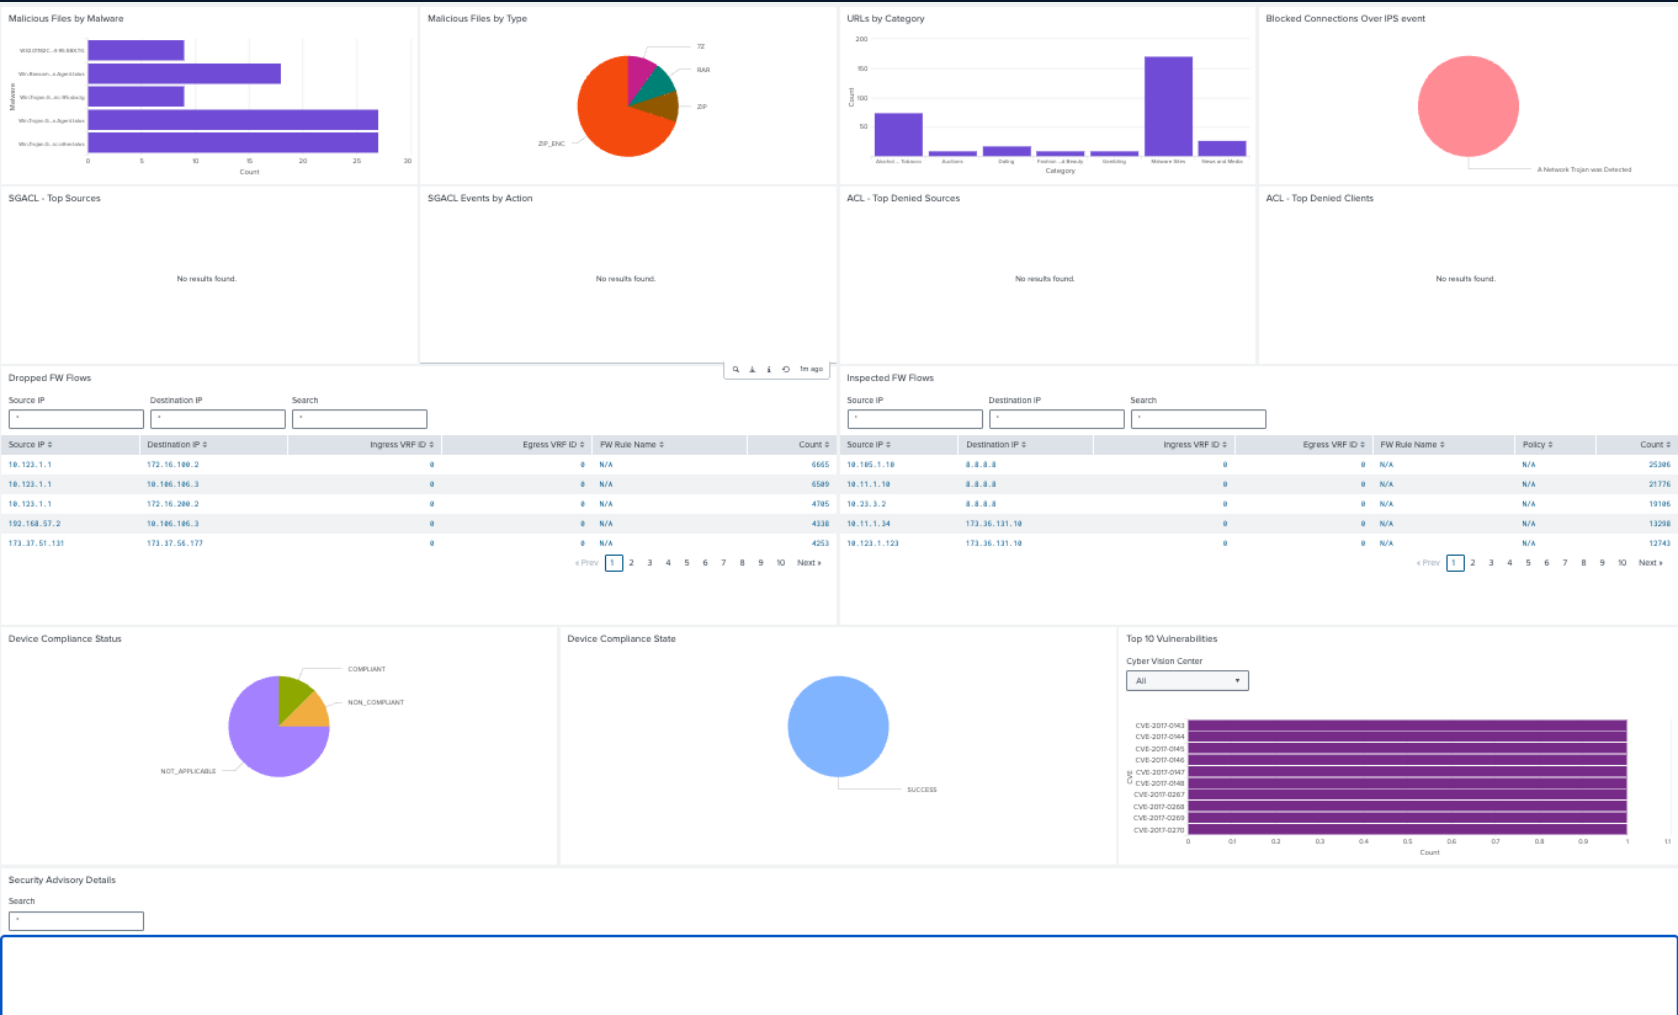 Malicious Files by Malware
Malware
0 5 10 15 20 25 30
Count
Malicious Files by Type
7Z
RAR
ZIP
ZIP_ENC
URLs by Category
200
150
100
50
Count
Alcohol ... Tobacco Auctions Dating Fashion ...d Beauty Gambling Malware Sites News and Media
Category
Blocked Connections Over IPS event
A Network Trojan was Detected
SGACL - Top Sources
No results found.
SGACL Events by Action
No results found.
ACL - Top Denied Sources
No results found.
ACL - Top Denied Clients
No results found.
1m ago
Dropped FW Flows
Source IP Destination IP Search
* * *
Source IP Destination IP Ingress VRF ID Egress VRF ID FW Rule Name Count
10.123.1.1 172.16.100.2 0 0 N/A 6665
10.123.1.1 10.106.106.3 0 0 N/A 6509
10.123.1.1 172.16.200.2 0 0 N/A 4705
192.168.57.2 10.106.106.3 0 0 N/A 4338
173.37.51.131 173.37.56.177 0 0 N/A 4253
« Prev 1 2 3 4 5 6 7 8 9 10 Next »
Inspected FW Flows
Source IP Destination IP Search
* * *
Source IP Destination IP Ingress VRF ID Egress VRF ID FW Rule Name Policy Count
10.105.1.10 8.8.8.8 0 0 N/A N/A 25306
10.11.1.10 8.8.8.8 0 0 N/A N/A 21776
10.23.3.2 8.8.8.8 0 0 N/A N/A 19106
10.11.1.34 173.36.131.10 0 0 N/A N/A 13298
10.123.1.123 173.36.131.10 0 0 N/A N/A 12743
« Prev 1 2 3 4 5 6 7 8 9 10 Next »
Device Compliance Status
COMPLIANT
NON_COMPLIANT
NOT_APPLICABLE
Device Compliance State
SUCCESS
Top 10 Vulnerabilities
Cyber Vision Center
All
CVE
CVE-2017-0143
CVE-2017-0144
CVE-2017-0145
CVE-2017-0146
CVE-2017-0147
CVE-2017-0148
CVE-2017-0267
CVE-2017-0268
CVE-2017-0269
CVE-2017-0270
0 0.1 0.2 0.3 0.4 0.5 0.6 0.7 0.8 0.9 1 1.1
Count
Security Advisory Details
Search
*